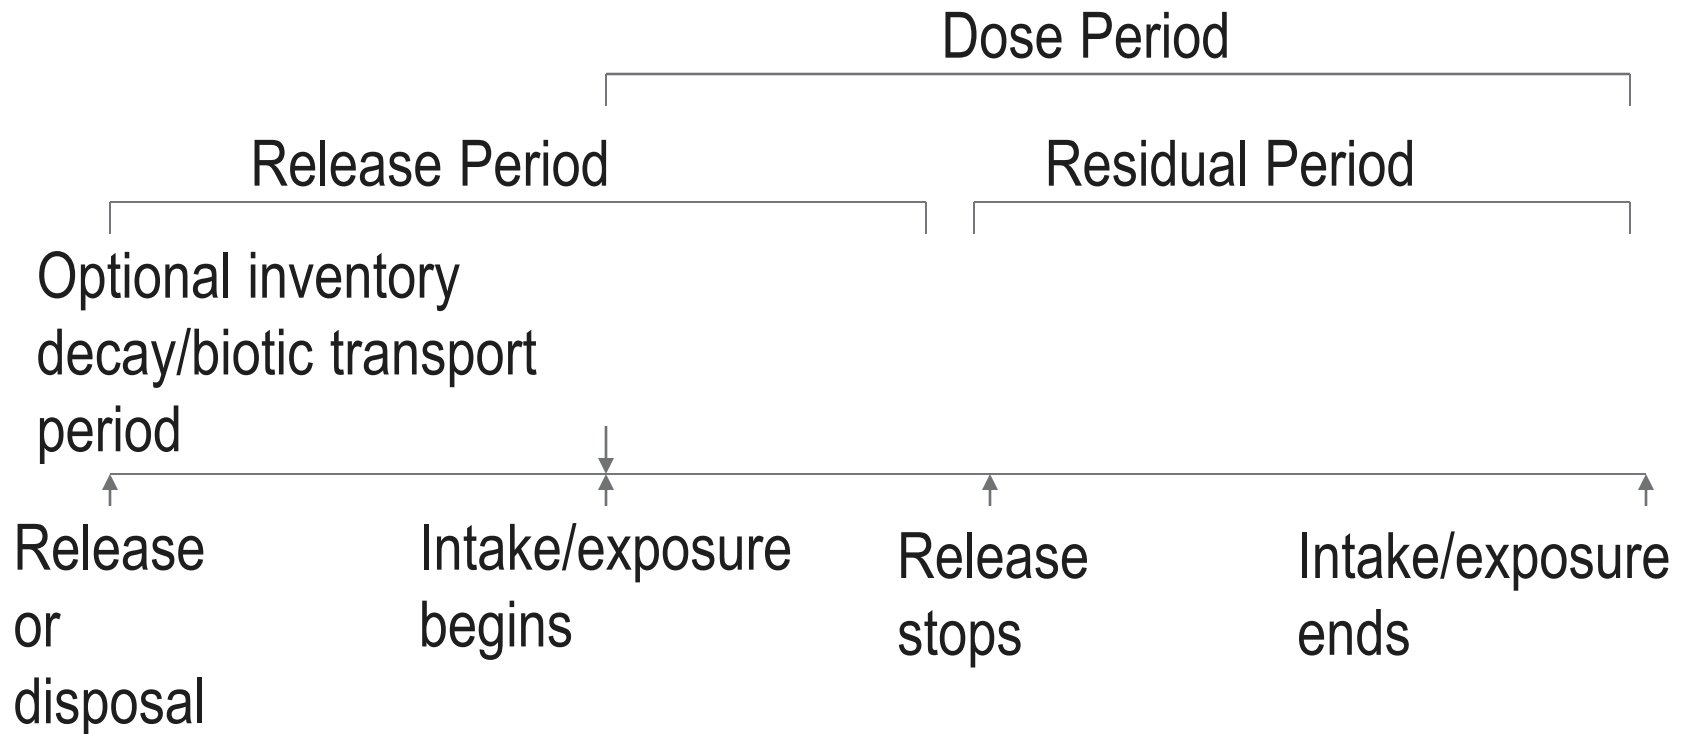 Dose Period
Release Period
Residual Period
Optional inventory
decay/biotic transport
period
Release
or
disposal
Intake/exposure
begins
Release
stops
Intake/exposure
ends